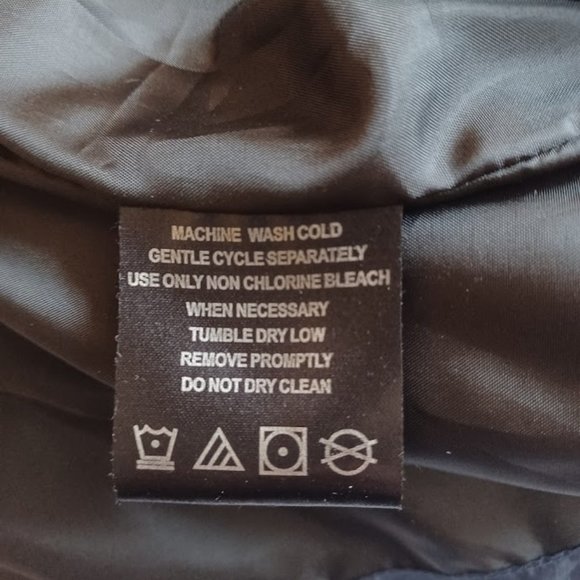 MACHINE WASH COLD
GENTLE CYCLE SEPARATELY
USE ONLY NON CHLORINE BLEACH
WHEN NECESSARY
TUMBLE DRY LOW
REMOVE PROMPTLY
DO NOT DRY CLEAN